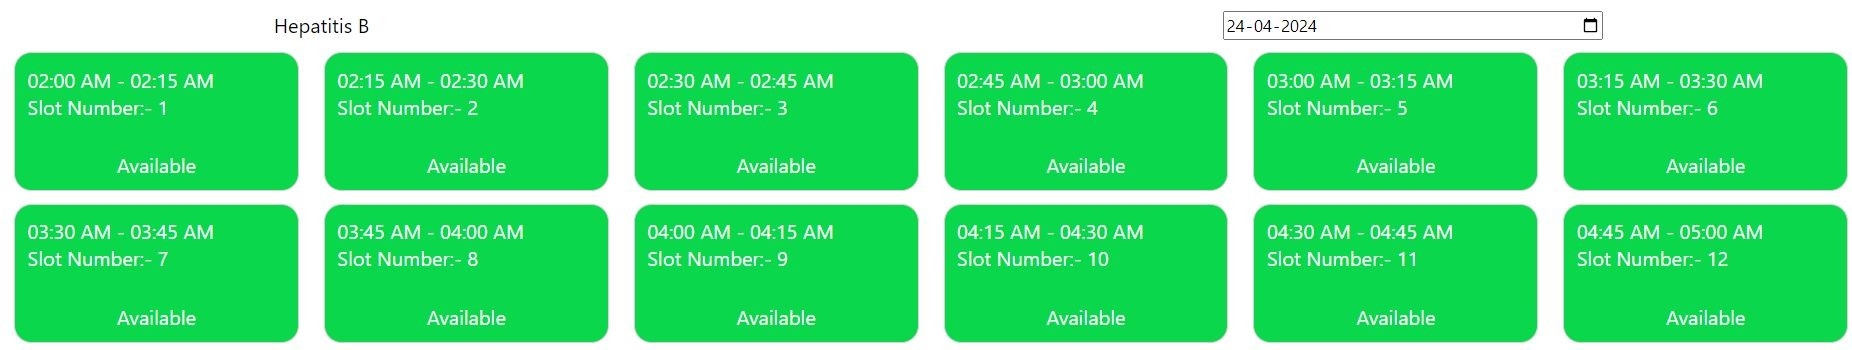 Hepatitis B
24-04-2024
02:00 AM - 02:15 AM
Slot Number:- 1
Available
02:15 AM - 02:30 AM
Slot Number:- 2
Available
02:30 AM - 02:45 AM
Slot Number:- 3
Available
02:45 AM - 03:00 AM
Slot Number:- 4
Available
03:00 AM - 03:15 AM
Slot Number:- 5
Available
03:15 AM - 03:30 AM
Slot Number:- 6
Available
03:30 AM - 03:45 AM
Slot Number:- 7
Available
03:45 AM - 04:00 AM
Slot Number:- 8
Available
04:00 AM - 04:15 AM
Slot Number:- 9
Available
04:15 AM - 04:30 AM
Slot Number:- 10
Available
04:30 AM - 04:45 AM
Slot Number:- 11
Available
04:45 AM - 05:00 AM
Slot Number:- 12
Available